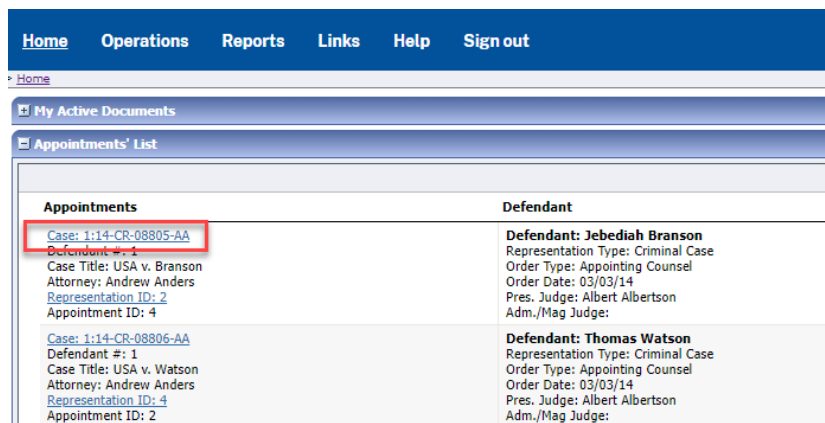 Home Operations Reports Links Help Sign out
> Home
My Active Documents
Appointments' List
Appointments Defendant
Case: 1:14-CR-08805-AA
Defendant #: 1
Case Title: USA v. Branson
Attorney: Andrew Anders
Representation ID: 2
Appointment ID: 4
Defendant: Jebediah Branson
Representation Type: Criminal Case
Order Type: Appointing Counsel
Order Date: 03/03/14
Pres. Judge: Albert Albertson
Adm./Mag Judge:
Case: 1:14-CR-08806-AA
Defendant #: 1
Case Title: USA v. Watson
Attorney: Andrew Anders
Representation ID: 4
Appointment ID: 2
Defendant: Thomas Watson
Representation Type: Criminal Case
Order Type: Appointing Counsel
Order Date: 03/03/14
Pres. Judge: Albert Albertson
Adm./Mag Judge: